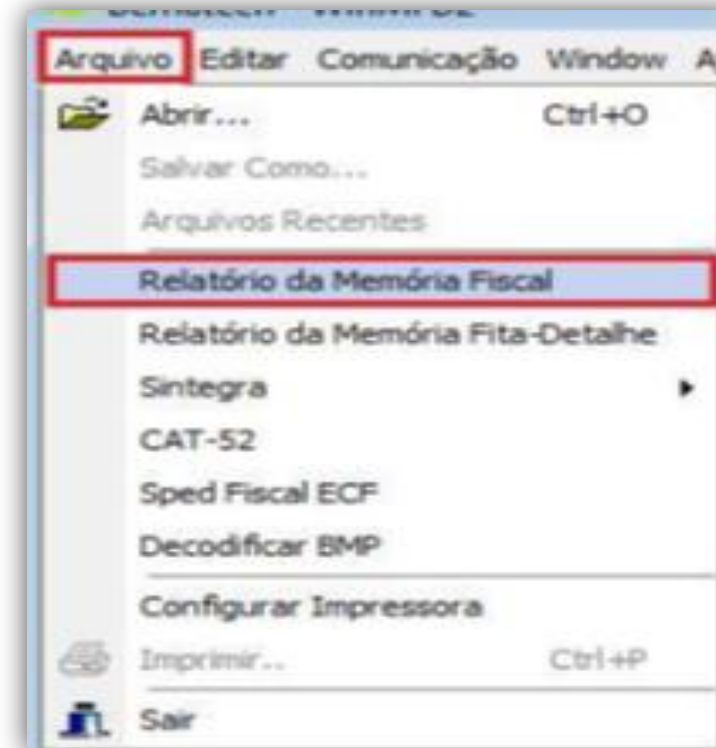 Arquivo Editar Comunicação Window A
Abrir... Ctrl+O
Salvar Como...
Arquivos Recentes
Relatório da Memória Fiscal
Relatório da Memória Fita-Detalhe
Sintegra
CAT-52
Sped Fiscal ECF
Decodificar BMP
Configurar Impressora
Imprimir.. Ctrl+P
Sair